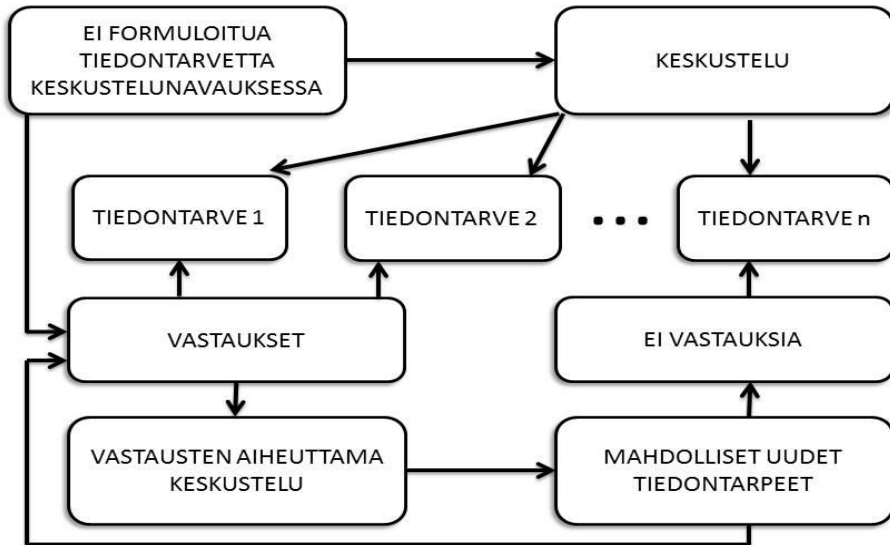 EI FORMULOITUA
TIEDONTARVETTA
KESKUSTELUNAVAUKSESSA
KESKUSTELU
TIEDONTARVE 1
TIEDONTARVE 2
...
TIEDONTARVE n
VASTAUKSET
EI VASTAUKSIA
VASTAUSTEN AIHEUTTAMA
KESKUSTELU
MAHDOLLISET UUDET
TIEDONTARPEET